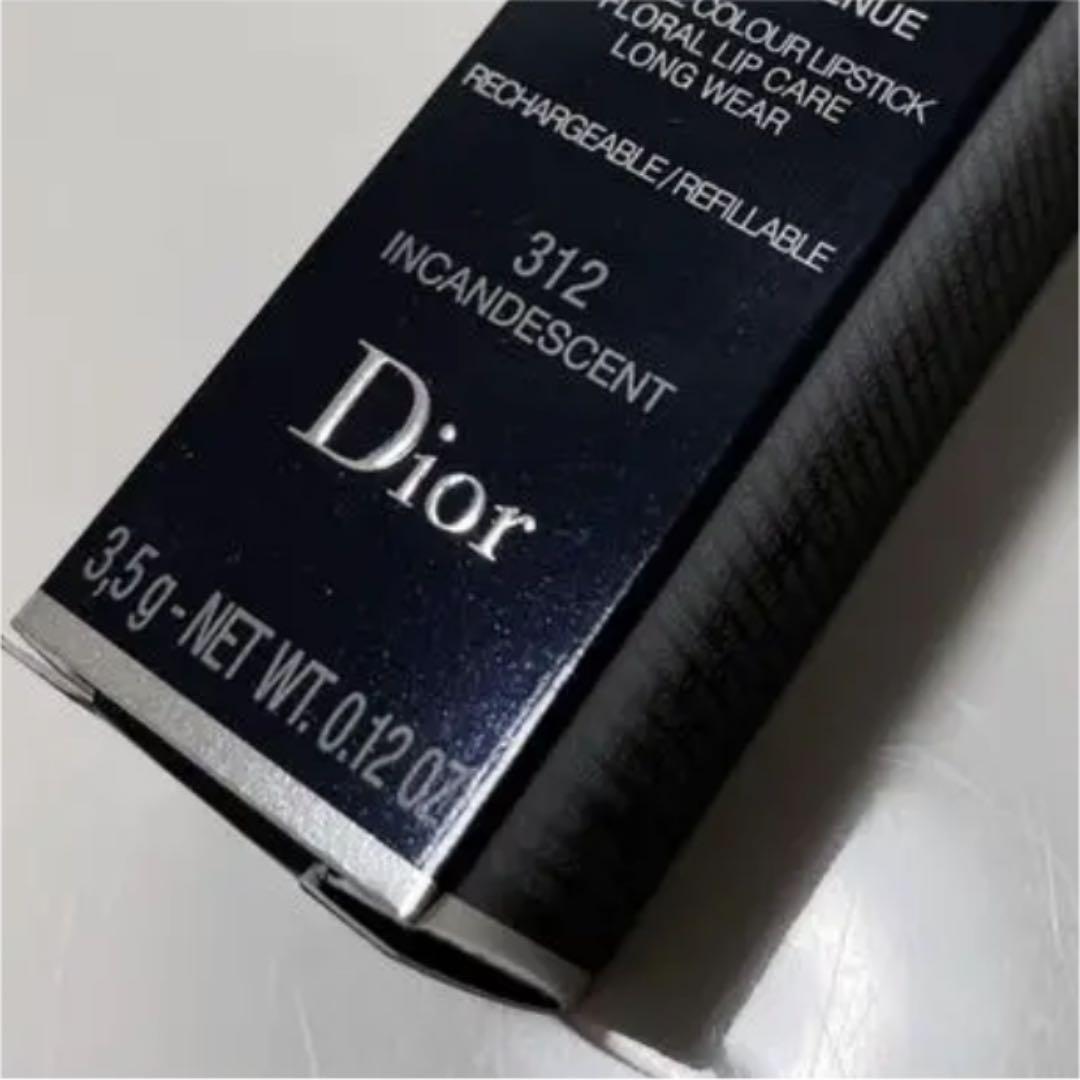 COLOUR LIPSTICK
FLORAL LIP CARE
LONG WEAR
RECHARGEABLE / REFILLABLE
312
INCANDESCENT
Dior
3,5 g - NET WT. 0.12 OZ